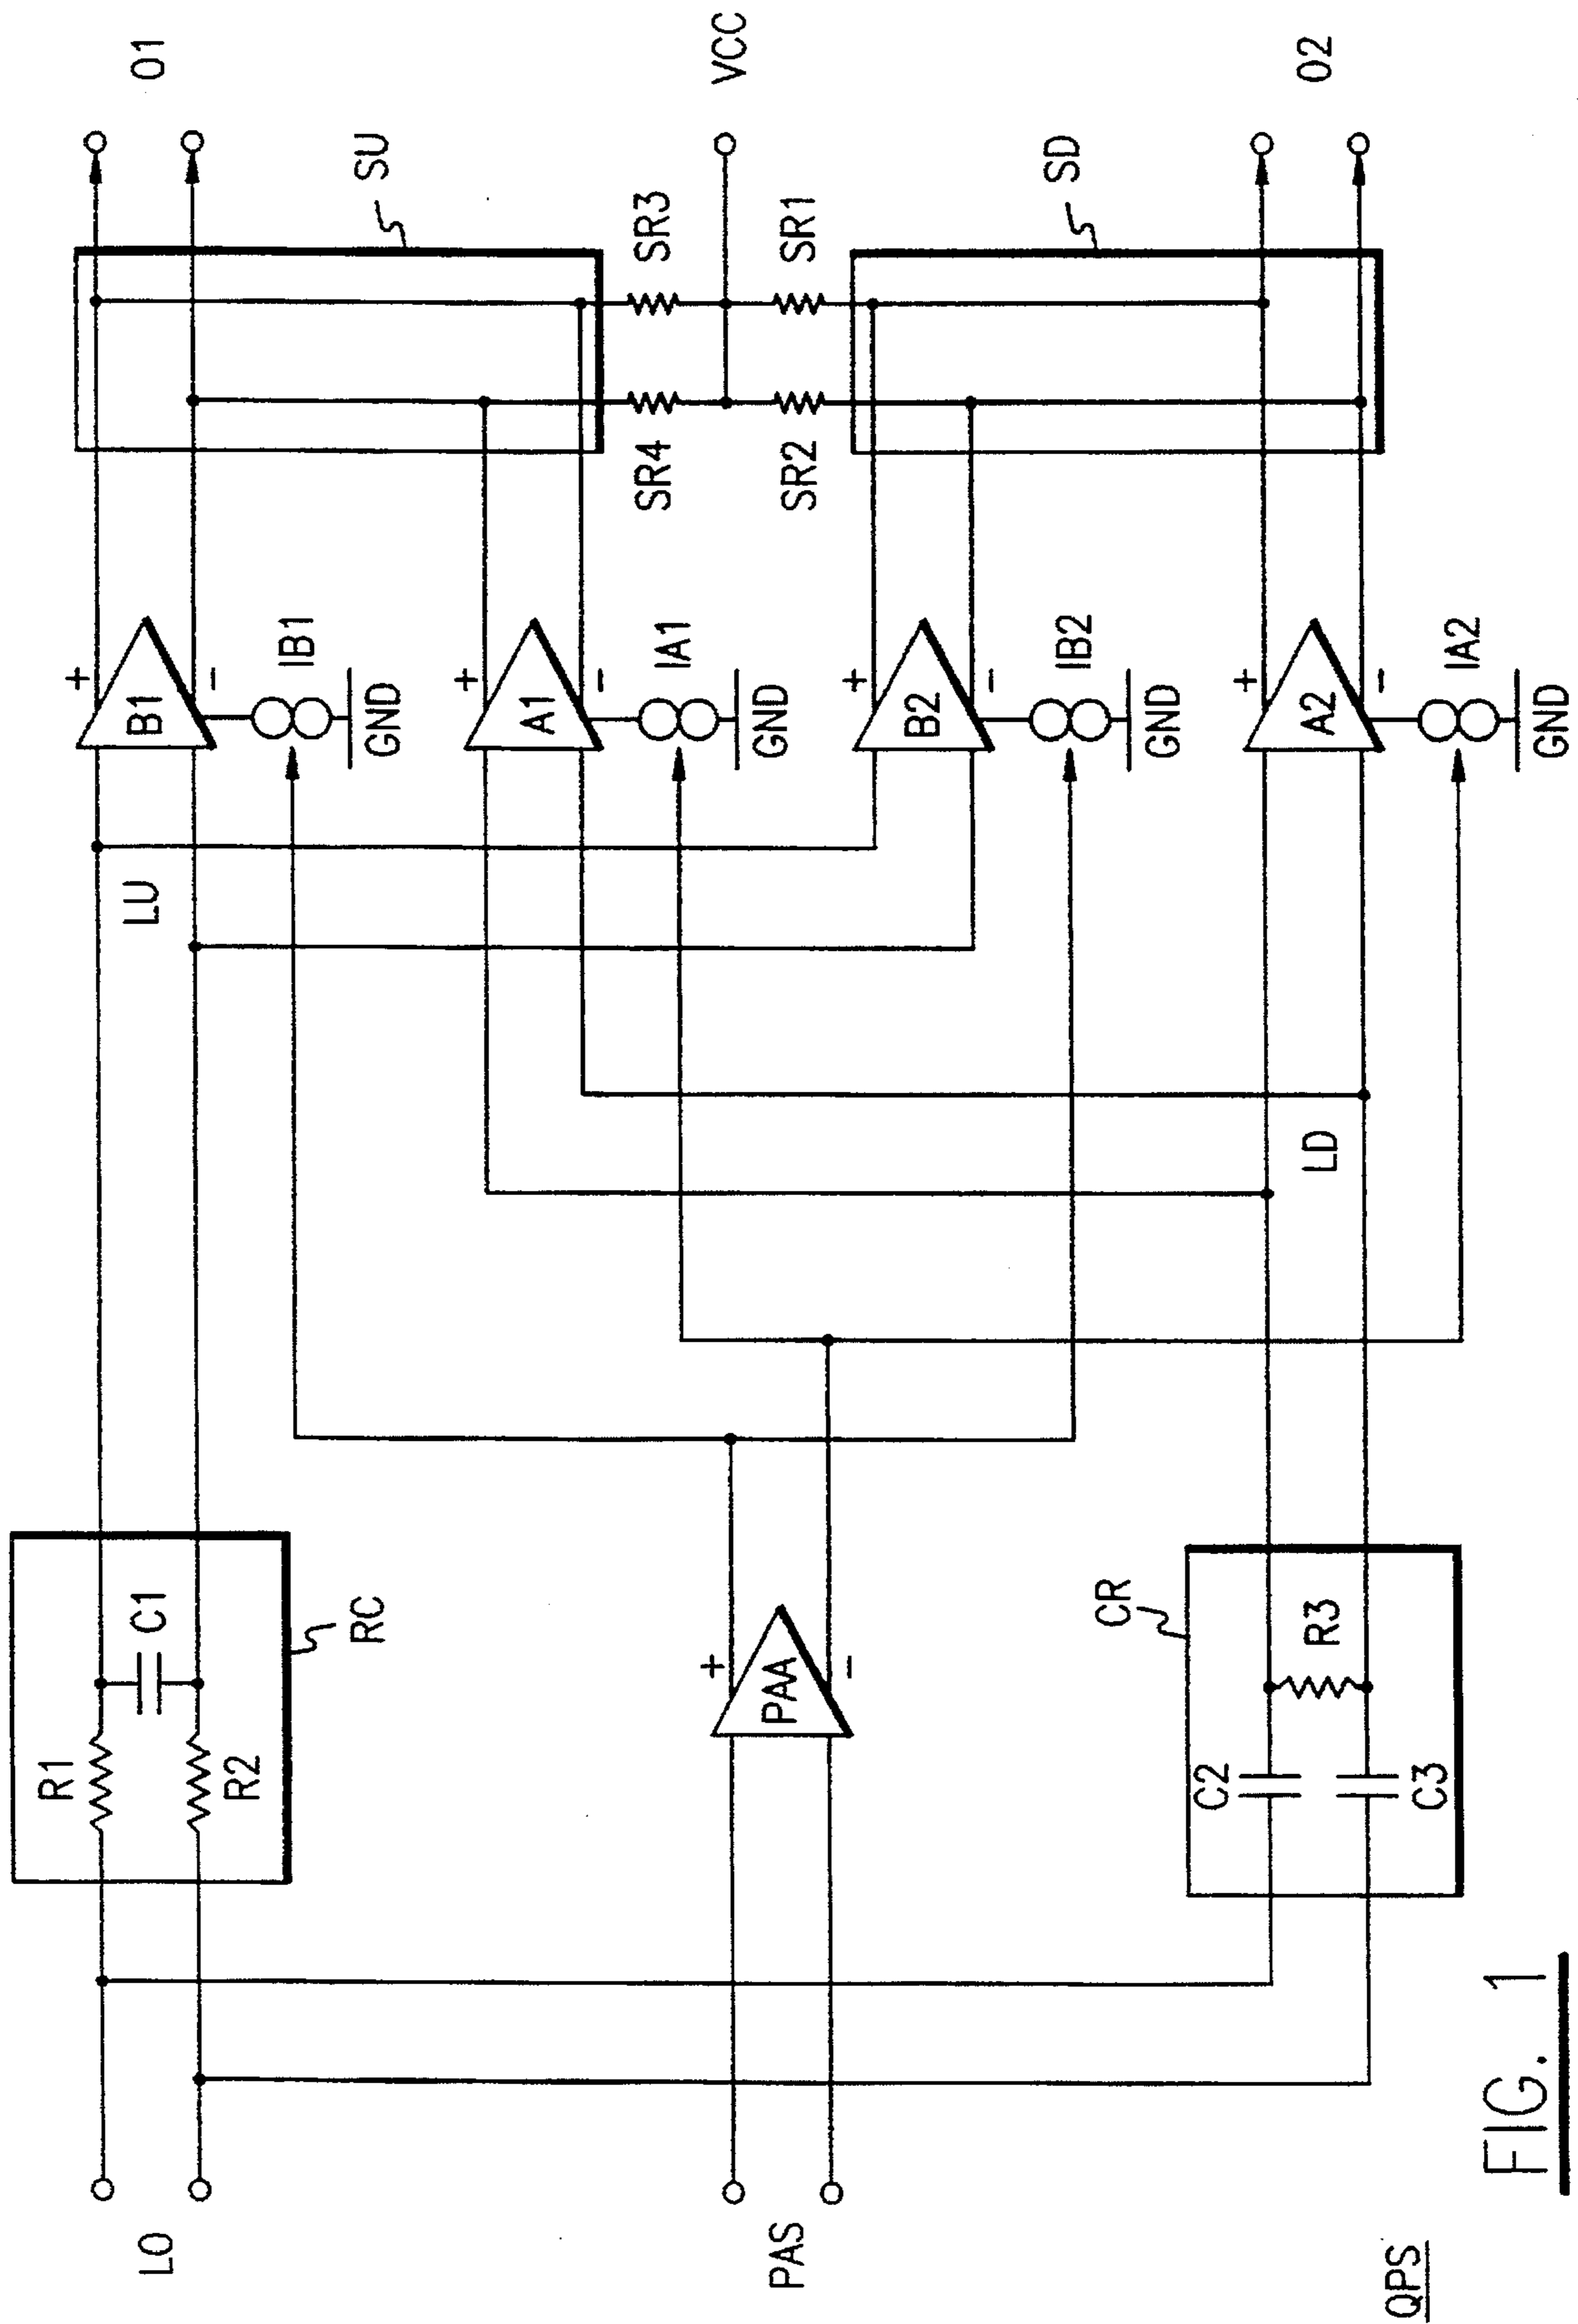 LO
R1
C1
R2
RC
LU
+
B1
−
IB1
GND
O1
SU
+
A1
−
IA1
GND
SR4
SR3
VCC
PAS
+
PAA
−
SR2
SR1
+
B2
−
IB2
GND
SD
CR
C2
R3
C3
LD
+
A2
−
IA2
GND
O2
QPS
FIG. 1